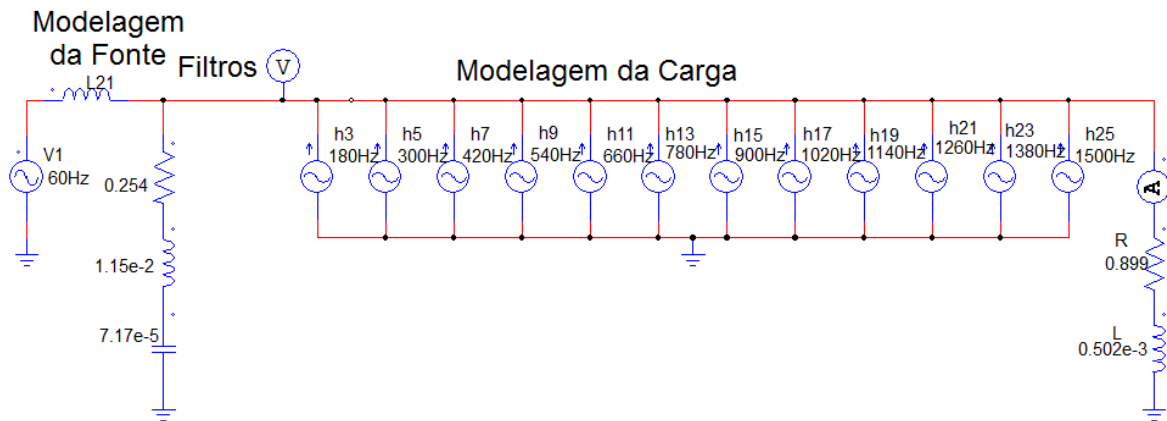 Modelagem
da Fonte
L21
Filtros
V
Modelagem da Carga
V1
60Hz
0.254
1.15e-2
7.17e-5
h3
180Hz
h5
300Hz
h7
420Hz
h9
540Hz
h11
660Hz
h13
780Hz
h15
900Hz
h17
1020Hz
h19
1140Hz
h21
1260Hz
h23
1380Hz
h25
1500Hz
A
R
0.899
L
0.502e-3